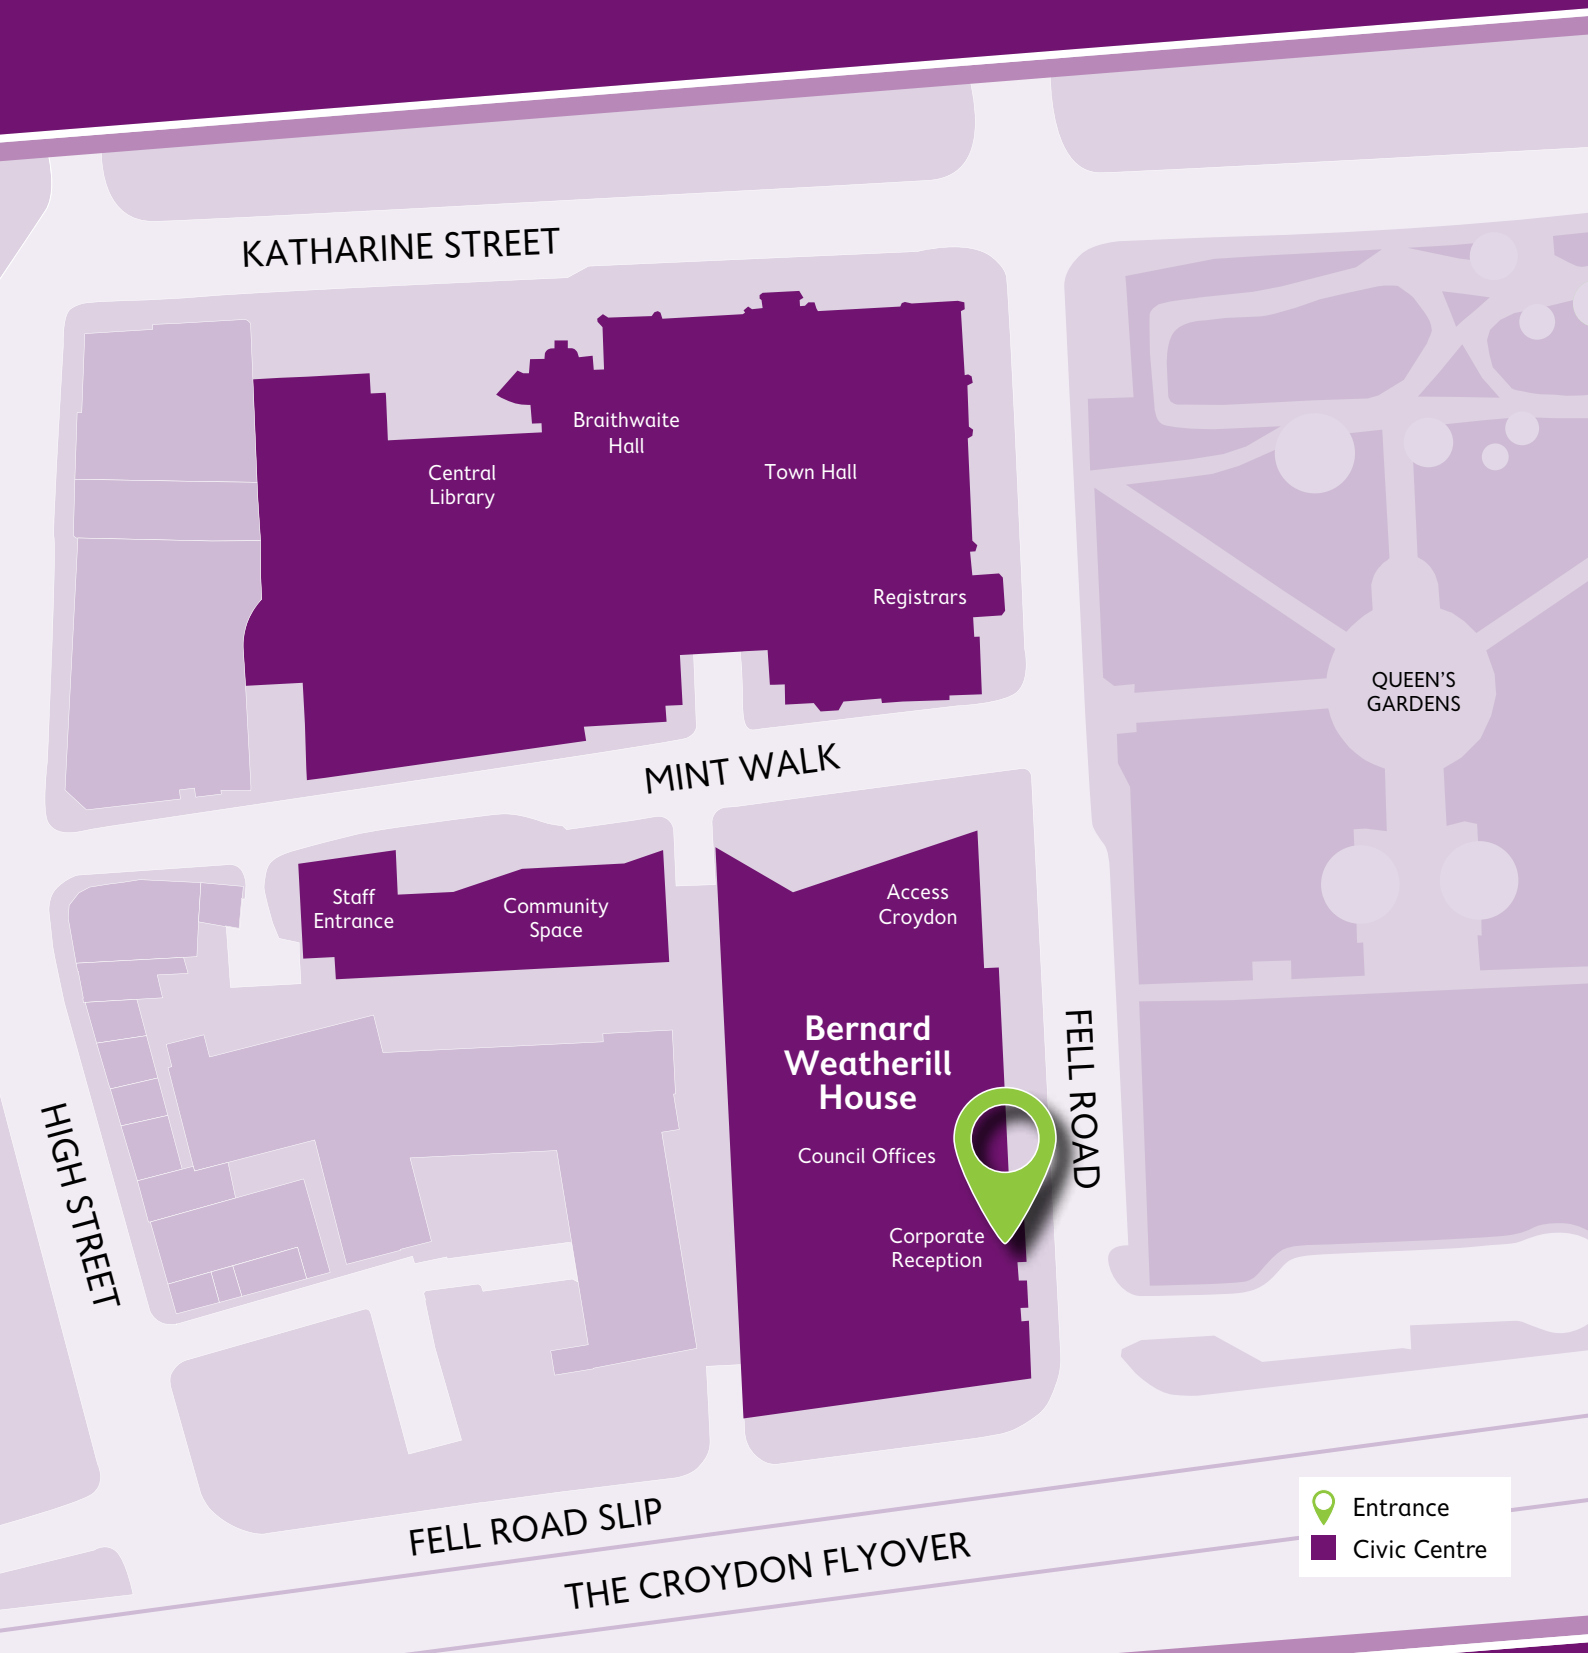 KATHARINE STREET
Braithwaite
Hall
Central
Library
Town Hall
Registrars
QUEEN'S
GARDENS
MINT WALK
Staff
Entrance
Community
Space
Access
Croydon
Bernard
Weatherill
House
Council Offices
Corporate
Reception
FELL ROAD
HIGH STREET
FELL ROAD SLIP
THE CROYDON FLYOVER
Entrance
Civic Centre